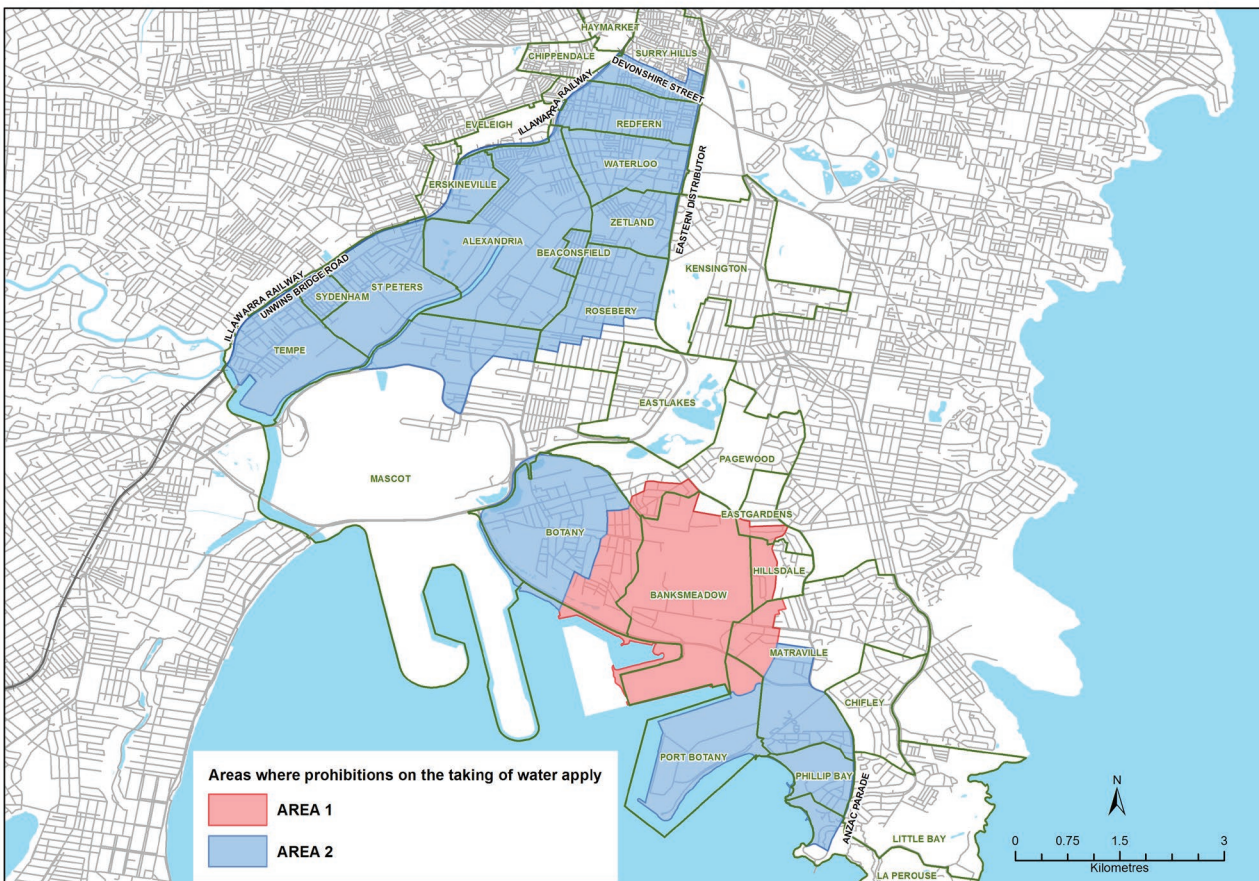 HAYMARKET
SURRY HILLS
CHIPPENDALE
DEVONSHIRE STREET
ILLAWARRA RAILWAY
EVELEIGH
REDFERN
WATERLOO
ERSKINEVILLE
EASTERN DISTRIBUTOR
ZETLAND
ALEXANDRIA
BEACONSFIELD
KENSINGTON
ILLAWARRA RAILWAY
UNWINS BRIDGE ROAD
ST PETERS
SYDENHAM
ROSEBERY
TEMPE
EASTLAKES
PAGEWOOD
MASCOT
EASTGARDENS
BOTANY
HILLSDALE
BANKSMEADOW
MATRAVILLE
CHIFLEY
PORT BOTANY
PHILLIP BAY
ANZAC PARADE
LITTLE BAY
LA PEROUSE
Areas where prohibitions on the taking of water apply
AREA 1
AREA 2
N
0 0.75 1.5 3
Kilometres